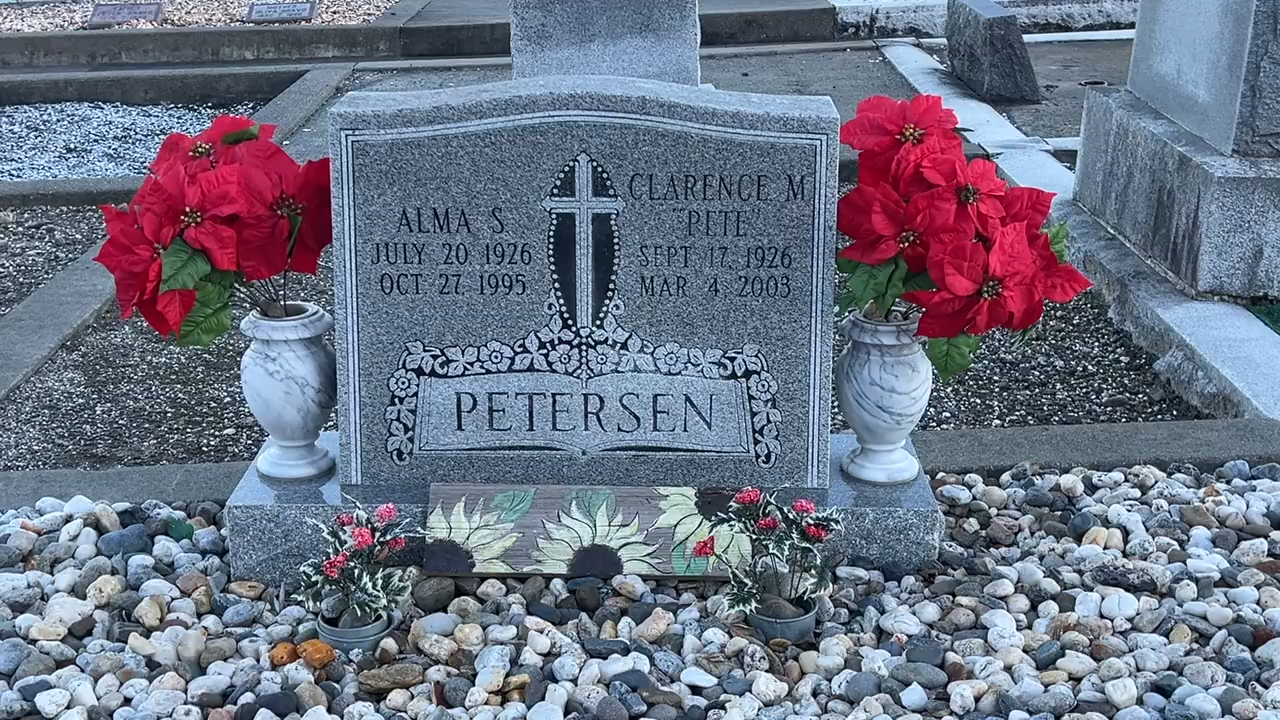 ALMA S.
JULY 20 1926
OCT. 27, 1995
CLARENCE M
"PETE"
SEPT. 17, 1926
MAR. 4, 2003
PETERSEN